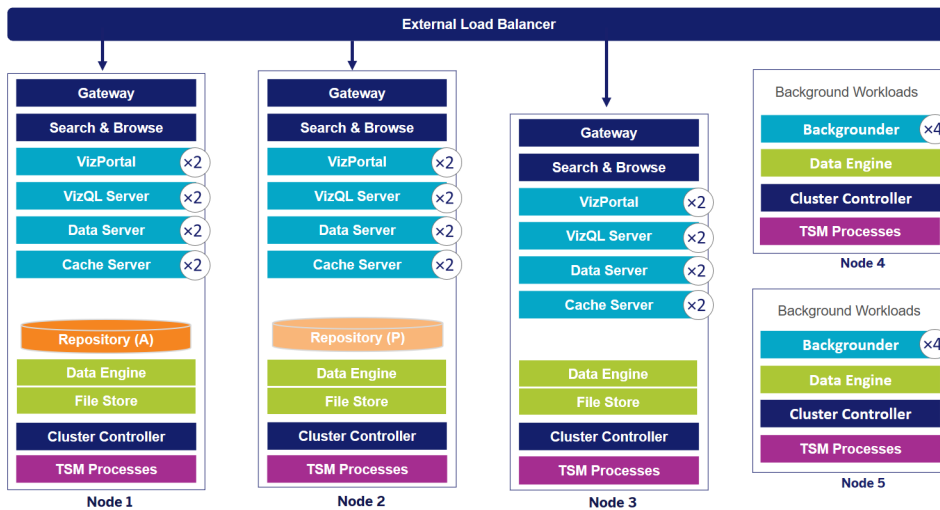 External Load Balancer
Gateway
Search & Browse
VizPortal ×2
VizQL Server ×2
Data Server ×2
Cache Server ×2
Repository (A)
Data Engine
File Store
Cluster Controller
TSM Processes
Node 1
Gateway
Search & Browse
VizPortal ×2
VizQL Server ×2
Data Server ×2
Cache Server ×2
Repository (P)
Data Engine
File Store
Cluster Controller
TSM Processes
Node 2
Gateway
Search & Browse
VizPortal ×2
VizQL Server ×2
Data Server ×2
Cache Server ×2
Data Engine
File Store
Cluster Controller
TSM Processes
Node 3
Background Workloads
Backgrounder ×4
Data Engine
Cluster Controller
TSM Processes
Node 4
Background Workloads
Backgrounder ×4
Data Engine
Cluster Controller
TSM Processes
Node 5